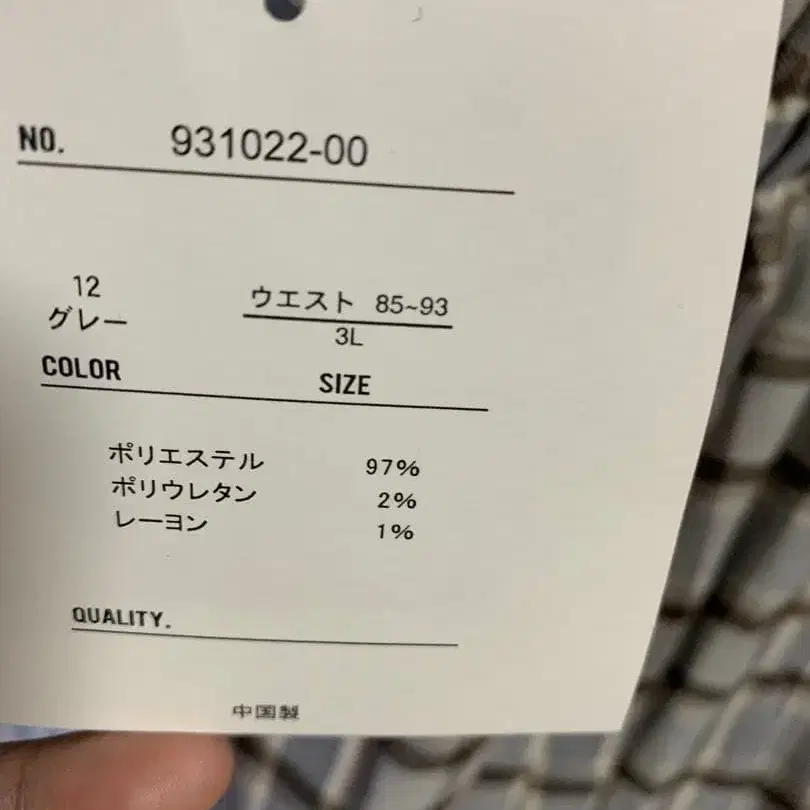 NO. 931022-00
12
グレー
ウエスト 85~93
3L
COLOR
SIZE
ポリエステル 97%
ポリウレタン 2%
レーヨン 1%
QUALITY.
中国製